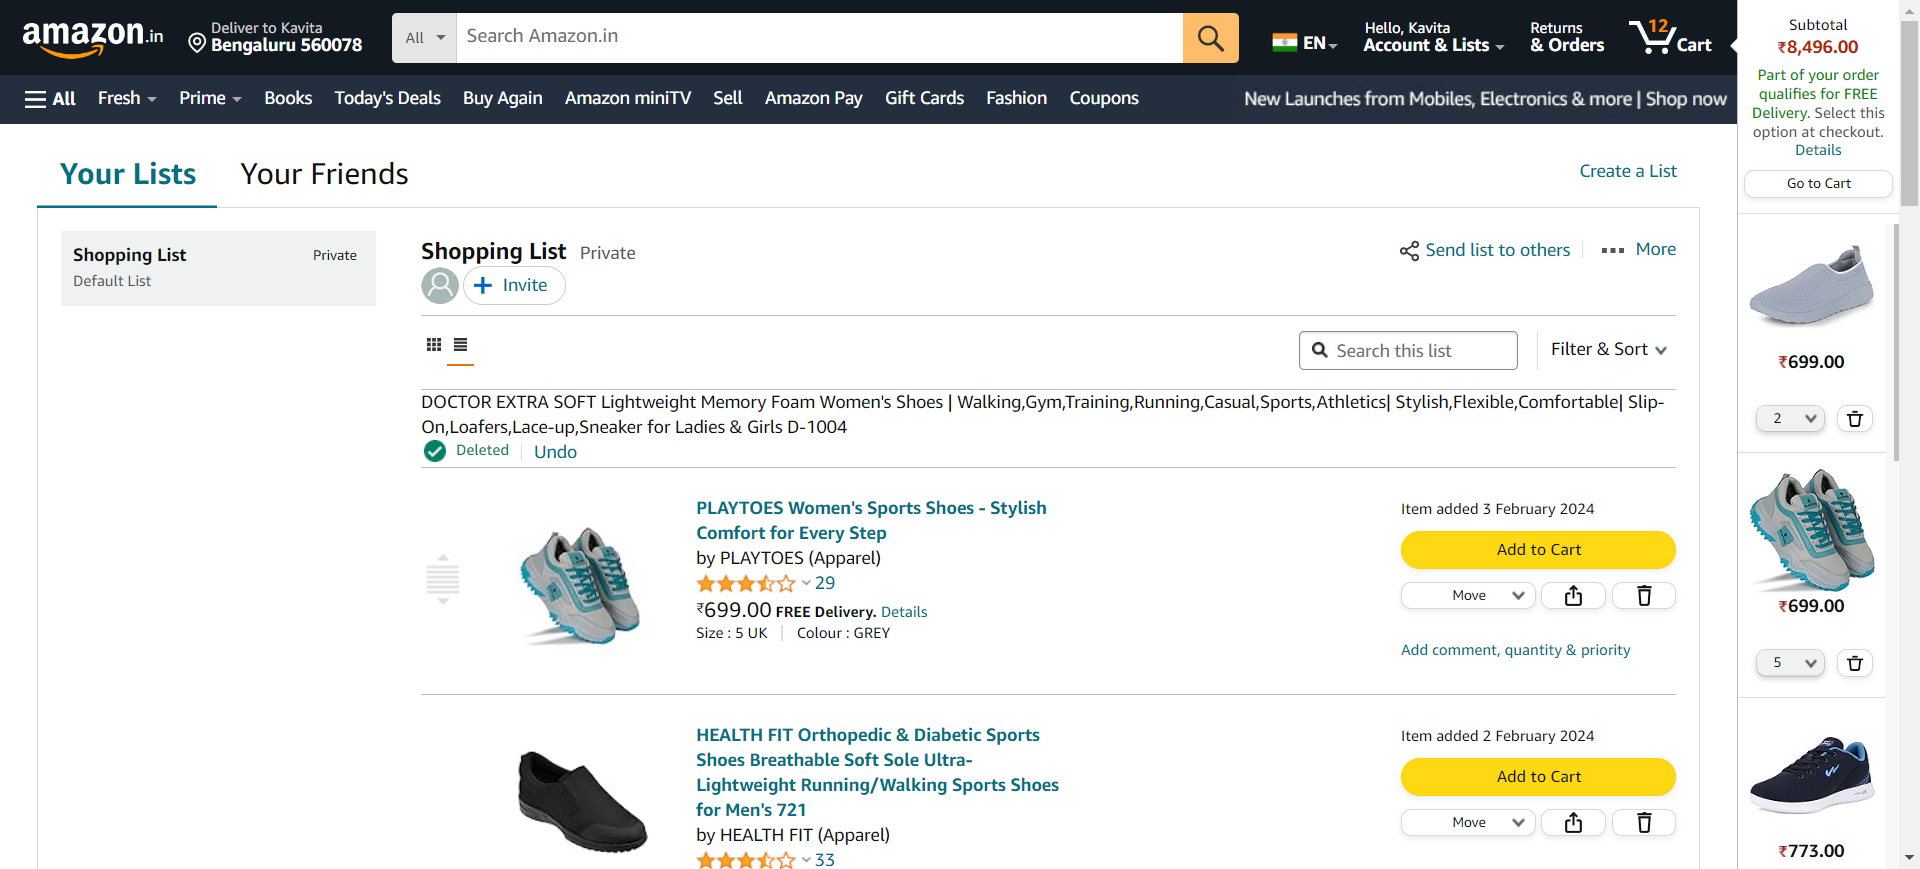 amazon.in
Deliver to Kavita
Bengaluru 560078
All
Search Amazon.in
EN
Hello, Kavita
Account & Lists
Returns
& Orders
12
Cart
All
Fresh
Prime
Books
Today's Deals
Buy Again
Amazon miniTV
Sell
Amazon Pay
Gift Cards
Fashion
Coupons
New Launches from Mobiles, Electronics & more | Shop now
Your Lists
Your Friends
Create a List
Shopping List
Private
Default List
Shopping List
Private
Invite
Send list to others
More
Search this list
Filter & Sort
DOCTOR EXTRA SOFT Lightweight Memory Foam Women's Shoes | Walking,Gym,Training,Running,Casual,Sports,Athletics| Stylish,Flexible,Comfortable| Slip-
On,Loafers,Lace-up,Sneaker for Ladies & Girls D-1004
Deleted
Undo
PLAYTOES Women's Sports Shoes - Stylish
Comfort for Every Step
by PLAYTOES (Apparel)
29
₹699.00 FREE Delivery. Details
Size : 5 UK
Colour : GREY
Item added 3 February 2024
Add to Cart
Move
Add comment, quantity & priority
HEALTH FIT Orthopedic & Diabetic Sports
Shoes Breathable Soft Sole Ultra-
Lightweight Running/Walking Sports Shoes
for Men's 721
by HEALTH FIT (Apparel)
33
Item added 2 February 2024
Add to Cart
Move
Subtotal
₹8,496.00
Part of your order
qualifies for FREE
Delivery. Select this
option at checkout.
Details
Go to Cart
₹699.00
2
₹699.00
5
₹773.00